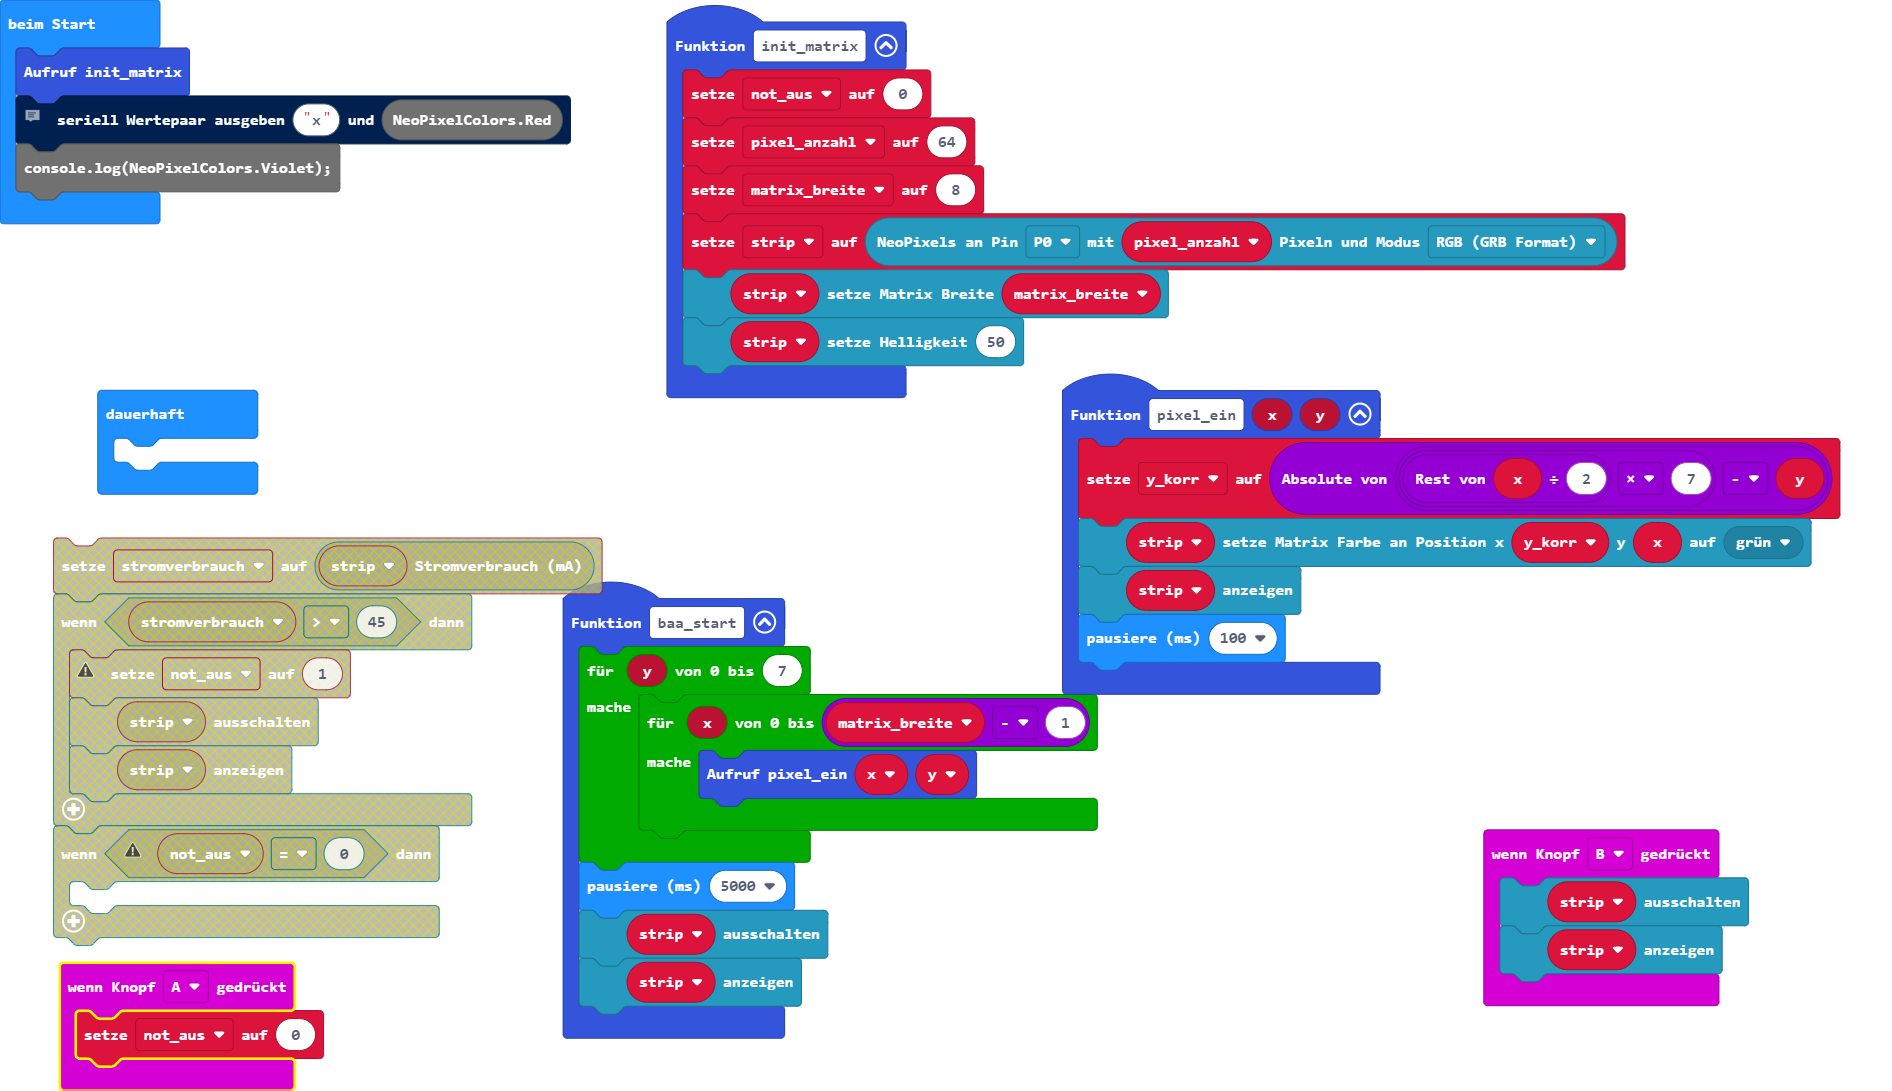 beim Start
Aufruf init_matrix
seriell Wertepaar ausgeben "x" und NeoPixelColors.Red
console.log(NeoPixelColors.Violet);
Funktion init_matrix
setze not_aus auf 0
setze pixel_anzahl auf 64
setze matrix_breite auf 8
setze strip auf NeoPixels an Pin P0 mit pixel_anzahl Pixeln und Modus RGB (GRB Format)
strip setze Matrix Breite matrix_breite
strip setze Helligkeit 50
dauerhaft
Funktion pixel_ein x y
setze y_korr auf Absolute von Rest von x ÷ 2 × 7 - y
strip setze Matrix Farbe an Position x y_korr y x auf grün
strip anzeigen
pausiere (ms) 100
setze stromverbrauch auf strip Stromverbrauch (mA)
wenn stromverbrauch > 45 dann
setze not_aus auf 1
strip ausschalten
strip anzeigen
wenn not_aus = 0 dann
Funktion baa_start
für y von 0 bis 7
mache
für x von 0 bis matrix_breite - 1
mache
Aufruf pixel_ein x y
pausiere (ms) 5000
strip ausschalten
strip anzeigen
wenn Knopf B gedrückt
strip ausschalten
strip anzeigen
wenn Knopf A gedrückt
setze not_aus auf 0